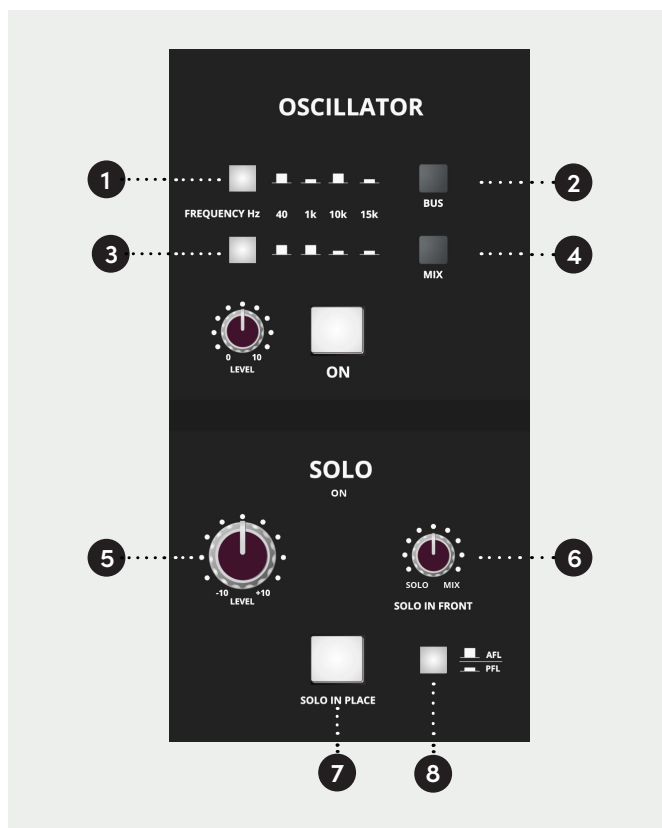 OSCILLATOR
1
2
BUS
FREQUENCY Hz 40 1k 10k 15k
3
4
MIX
0 10
LEVEL
ON
SOLO
ON
5
6
-10 +10
LEVEL
SOLO MIX
SOLO IN FRONT
AFL
PFL
SOLO IN PLACE
7
8